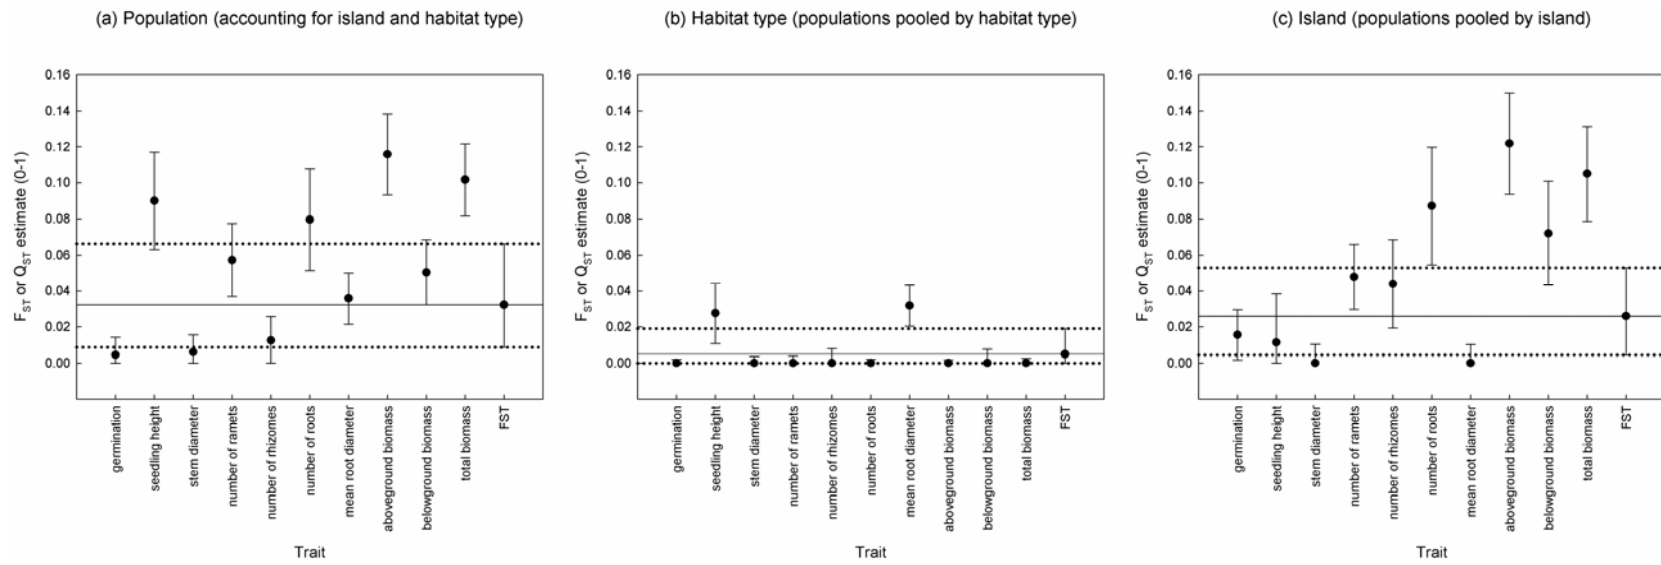 (a) Population (accounting for island and habitat type)
F_ST or Q_ST estimate (0-1)
0.16
0.14
0.12
0.10
0.08
0.06
0.04
0.02
0.00
germination
seedling height
stem diameter
number of ramets
number of rhizomes
number of roots
mean root diameter
aboveground biomass
belowground biomass
total biomass
FST
Trait
(b) Habitat type (populations pooled by habitat type)
F_ST or Q_ST estimate (0-1)
0.16
0.14
0.12
0.10
0.08
0.06
0.04
0.02
0.00
germination
seedling height
stem diameter
number of ramets
number of rhizomes
number of roots
mean root diameter
aboveground biomass
belowground biomass
total biomass
FST
Trait
(c) Island (populations pooled by island)
F_ST or Q_ST estimate (0-1)
0.16
0.14
0.12
0.10
0.08
0.06
0.04
0.02
0.00
germination
seedling height
stem diameter
number of ramets
number of rhizomes
number of roots
mean root diameter
aboveground biomass
belowground biomass
total biomass
FST
Trait